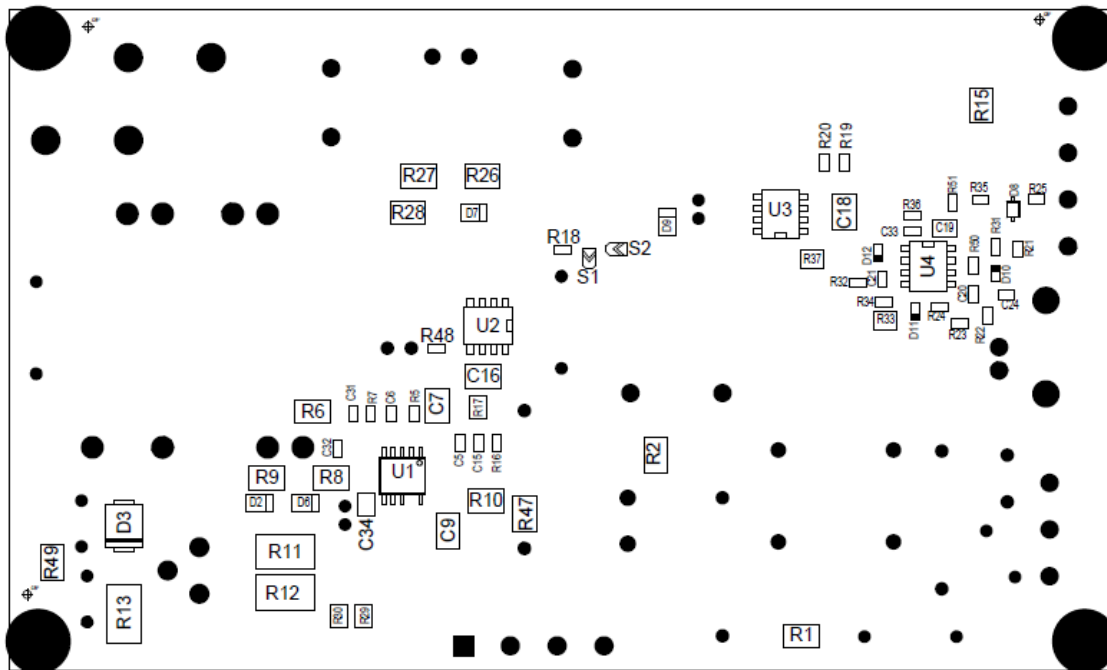 R15
R20 R19
R27 R26
R51 R35 D8 R25
R28 D7 D9 U3 C18 R36 C19
R18 S1 S2 C33 R31 R21
R37 D12 U4 R50 D10
R32 C21 C20 C24
R34 R33 D11 R24 R23 R22
U2
R48
C16
R6 C31 R7 C6 R5 C7 R17
C32 C5 C15 R16 R2
R9 R8 U1
D2 D6 C34 R10 R47
D3 C9
R49 R11
R12
R13 R30 R29
R1